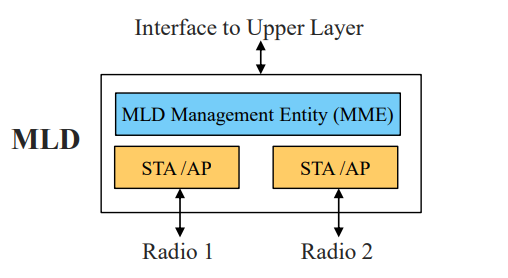 Interface to Upper Layer
MLD Management Entity (MME)
MLD
STA /AP
STA /AP
Radio 1
Radio 2